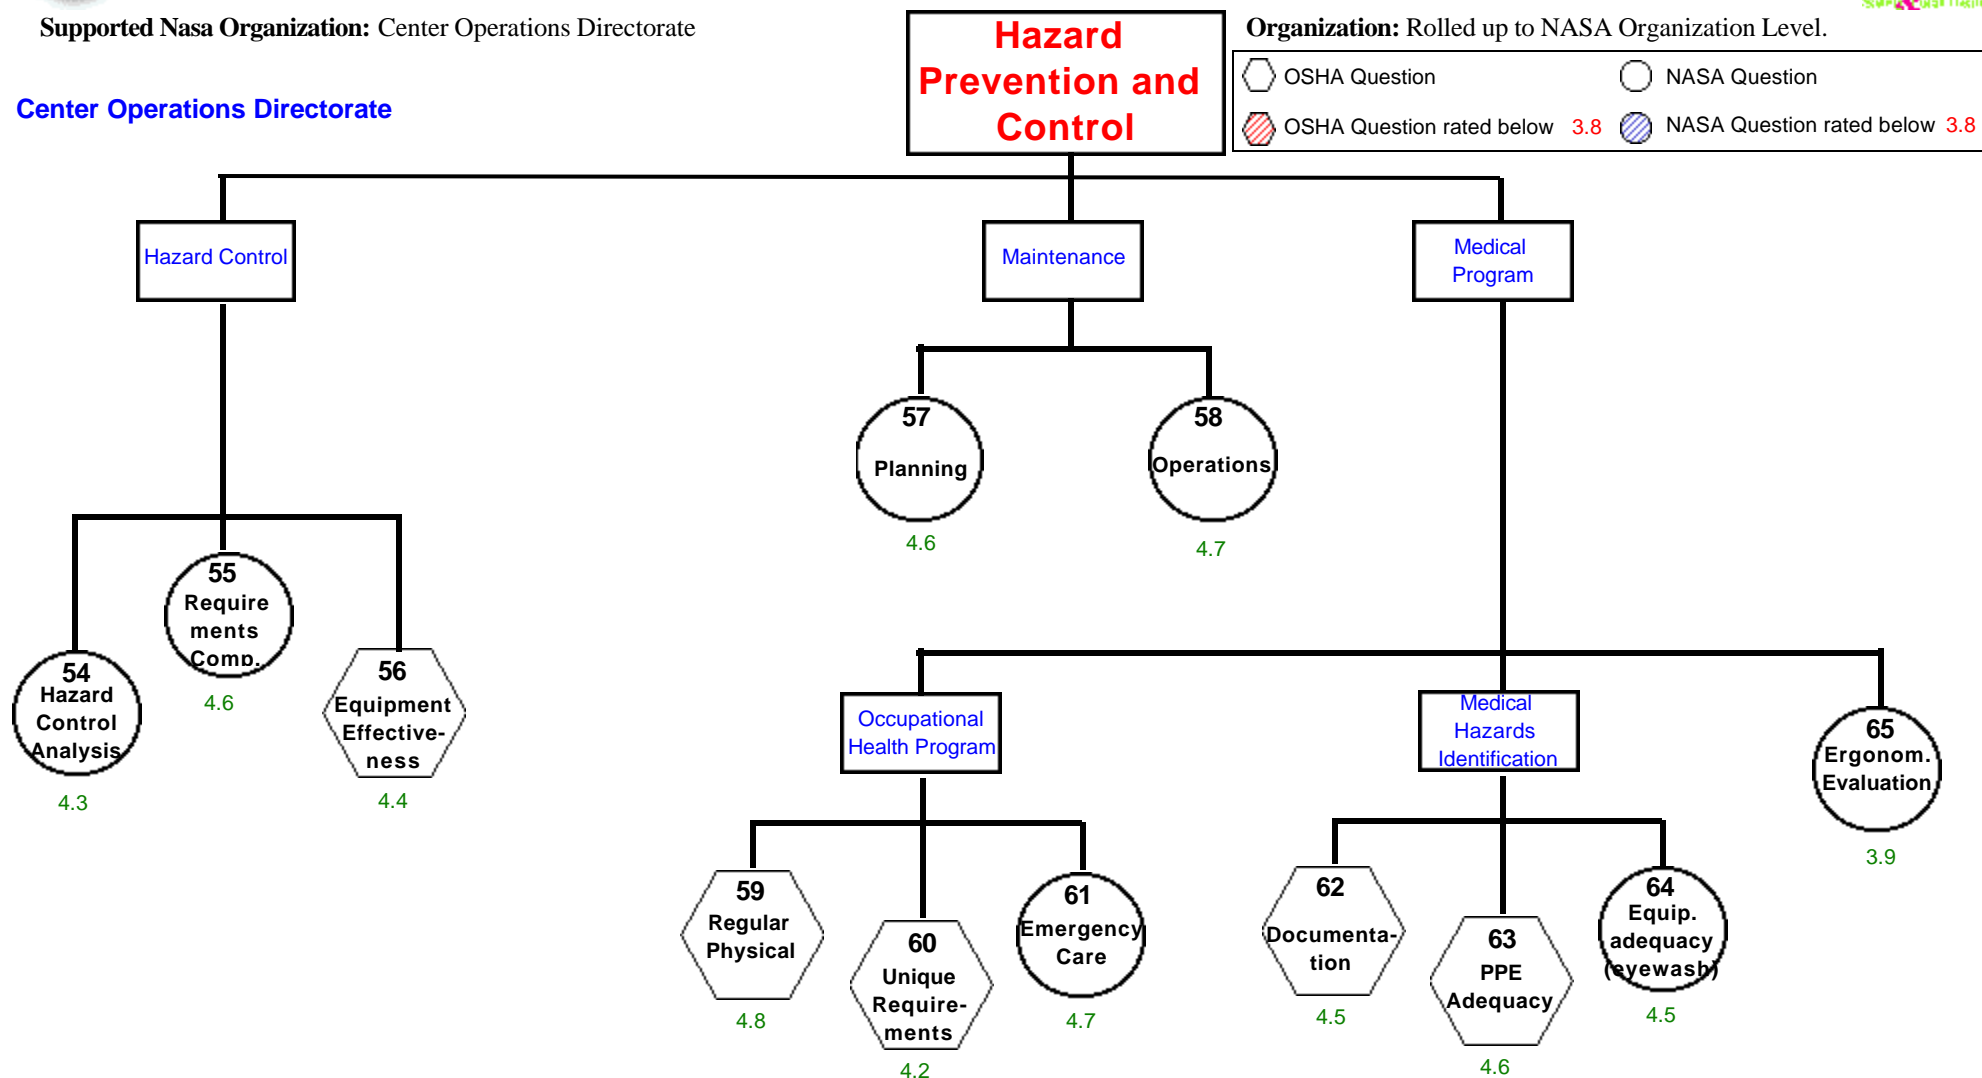 Supported Nasa Organization: Center Operations Directorate
Organization: Rolled up to NASA Organization Level.
Hazard
Prevention and
Control
OSHA Question
NASA Question
OSHA Question rated below 3.8
NASA Question rated below 3.8
Center Operations Directorate
Hazard Control
Maintenance
Medical
Program
57
Planning
4.6
58
Operations
4.7
54
Hazard
Control
Analysis
4.3
55
Require
ments
Comp.
4.6
56
Equipment
Effective-
ness
4.4
Occupational
Health Program
Medical
Hazards
Identification
65
Ergonom.
Evaluation
3.9
59
Regular
Physical
4.8
60
Unique
Require-
ments
4.2
61
Emergency
Care
4.7
62
Documenta-
tion
4.5
63
PPE
Adequacy
4.6
64
Equip.
adequacy
(eyewash)
4.5